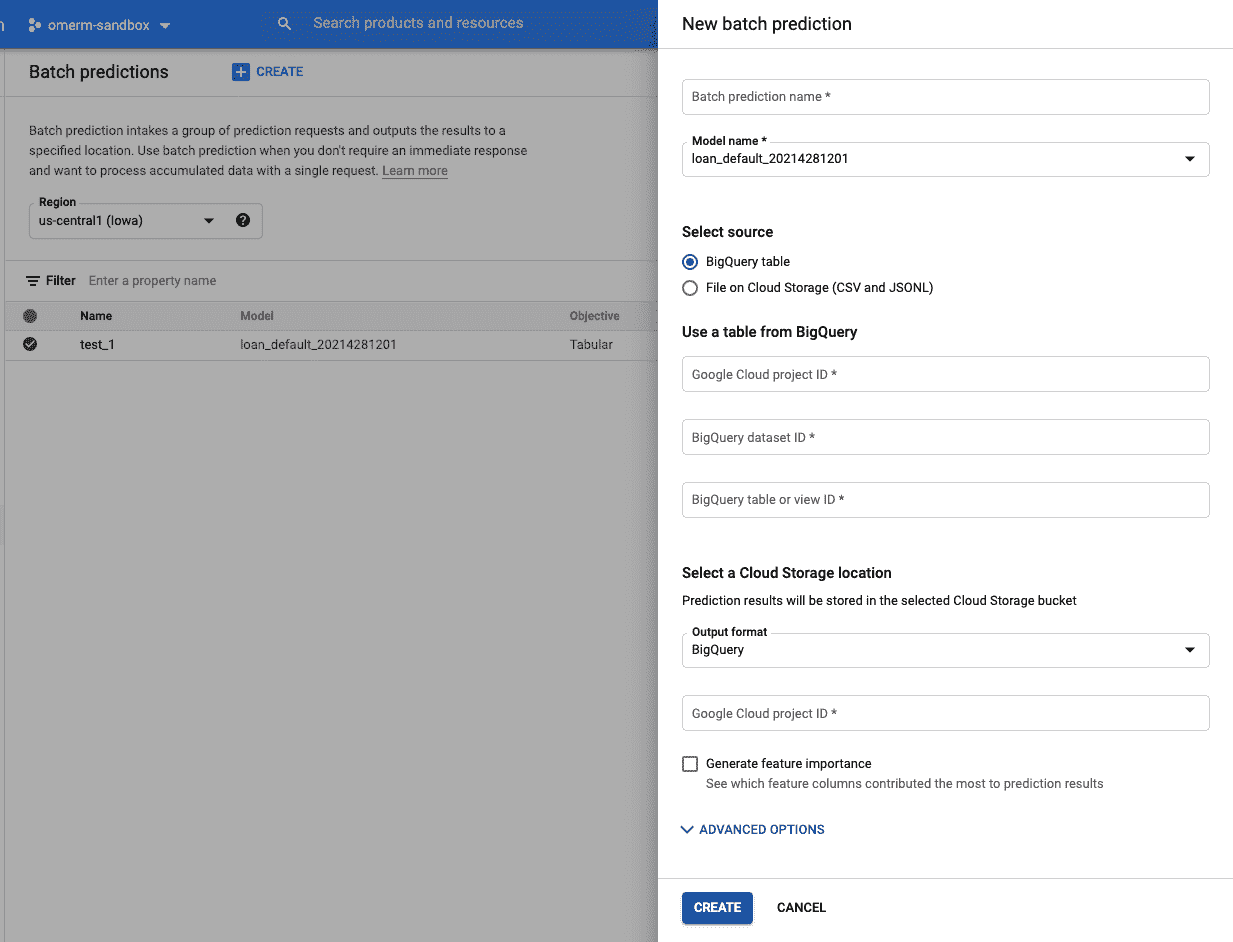 omerm-sandbox
Search products and resources
Batch predictions
CREATE
Batch prediction intakes a group of prediction requests and outputs the results to a
specified location. Use batch prediction when you don't require an immediate response
and want to process accumulated data with a single request. Learn more
Region
us-central1 (Iowa)
Filter Enter a property name
Name Model Objective
test_1 loan_default_20214281201 Tabular
New batch prediction
Batch prediction name *
Model name *
loan_default_20214281201
Select source
BigQuery table
File on Cloud Storage (CSV and JSONL)
Use a table from BigQuery
Google Cloud project ID *
BigQuery dataset ID *
BigQuery table or view ID *
Select a Cloud Storage location
Prediction results will be stored in the selected Cloud Storage bucket
Output format
BigQuery
Google Cloud project ID *
Generate feature importance
See which feature columns contributed the most to prediction results
ADVANCED OPTIONS
CREATE CANCEL